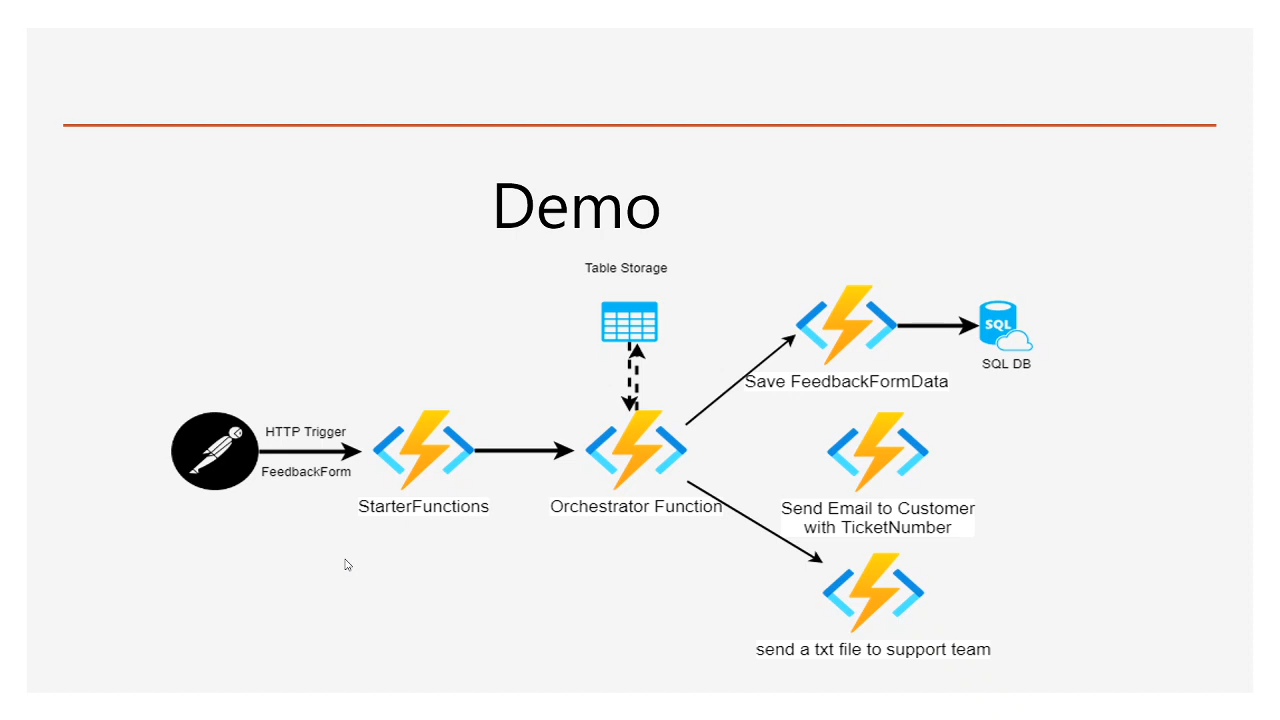 Demo
Table Storage
SQL
SQL DB
Save FeedbackFormData
HTTP Trigger
FeedbackForm
StarterFunctions
Orchestrator Function
Send Email to Customer
with TicketNumber
send a txt file to support team